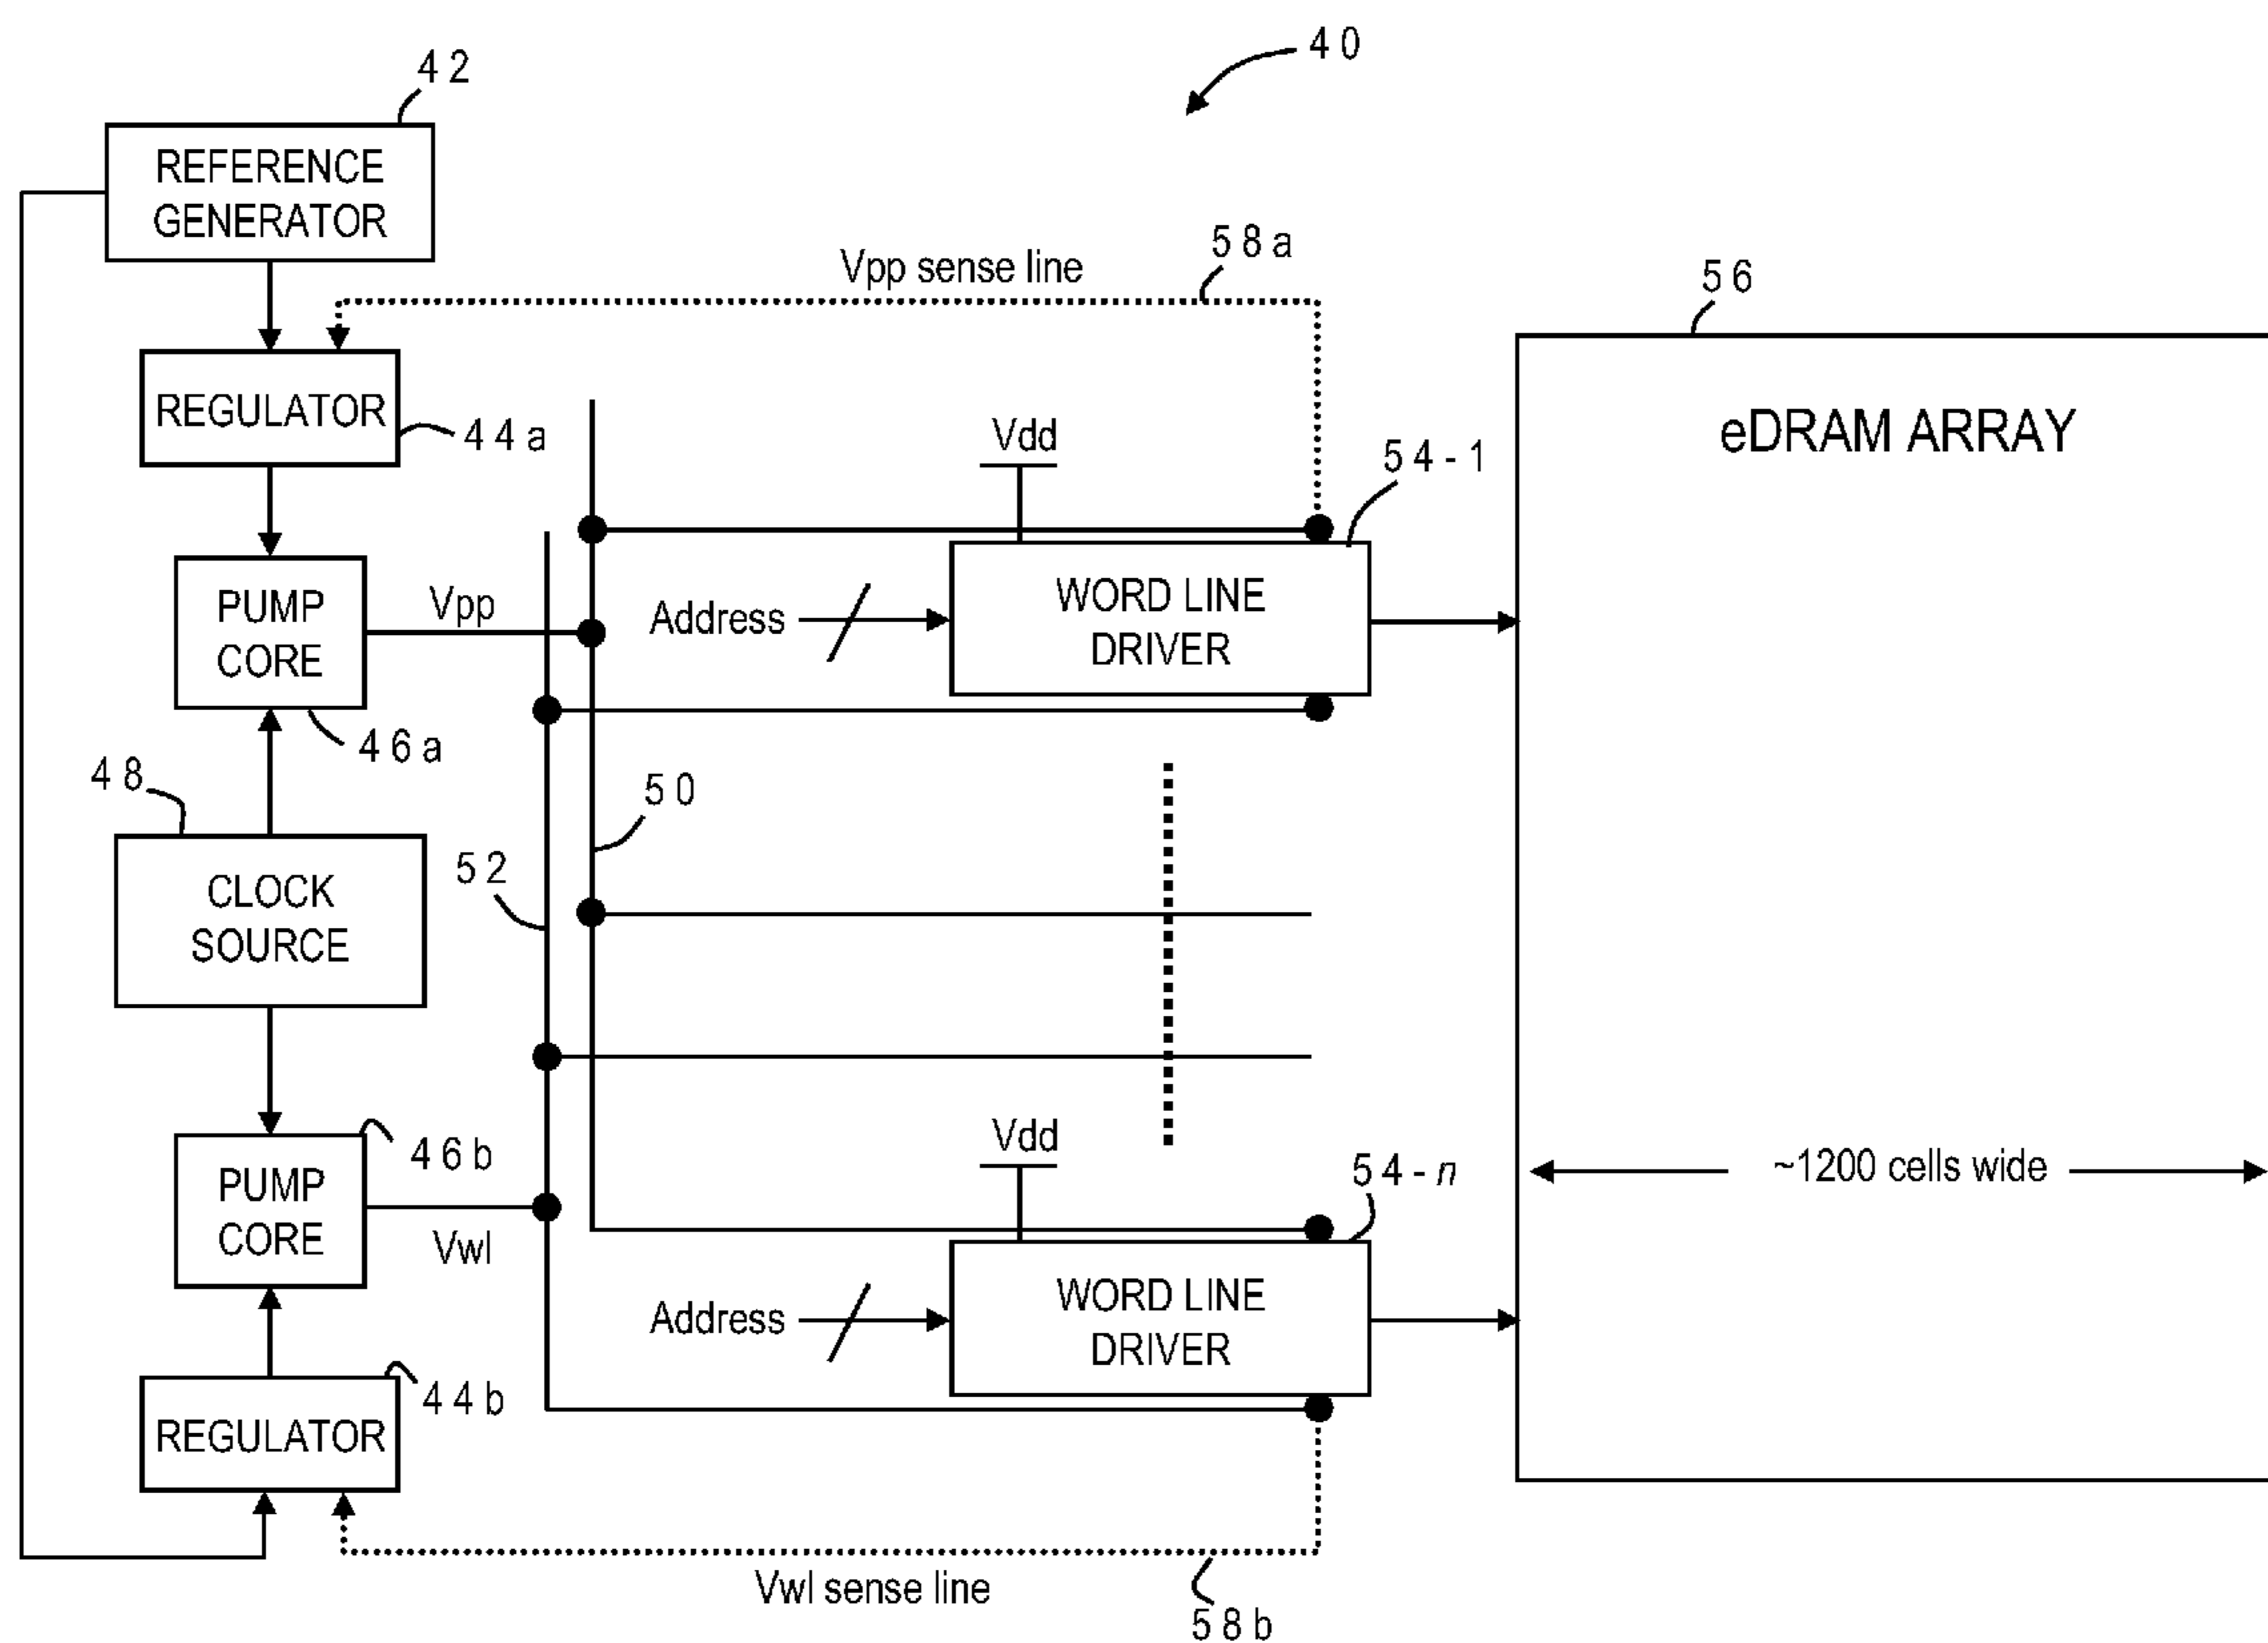 40
42
REFERENCE
GENERATOR
58a
Vpp sense line
56
REGULATOR
44a
Vdd
54-1
eDRAM ARRAY
PUMP
CORE
Vpp
Address
WORD LINE
DRIVER
46a
48
50
CLOCK
SOURCE
52
46b
PUMP
CORE
Vwl
Vdd
54-n
~1200 cells wide
Address
WORD LINE
DRIVER
44b
REGULATOR
Vwl sense line
58b